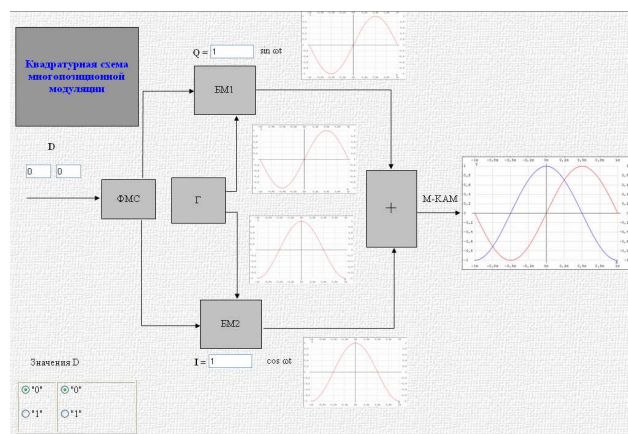 Квадратурная схема
многопозиционной
модуляции
Q = 1 sin ωt
БМ1
D
0 0
ФМС
Г
+
М-КАМ
БМ2
I = 1 cos ωt
Значения D
"0" "0"
"1" "1"